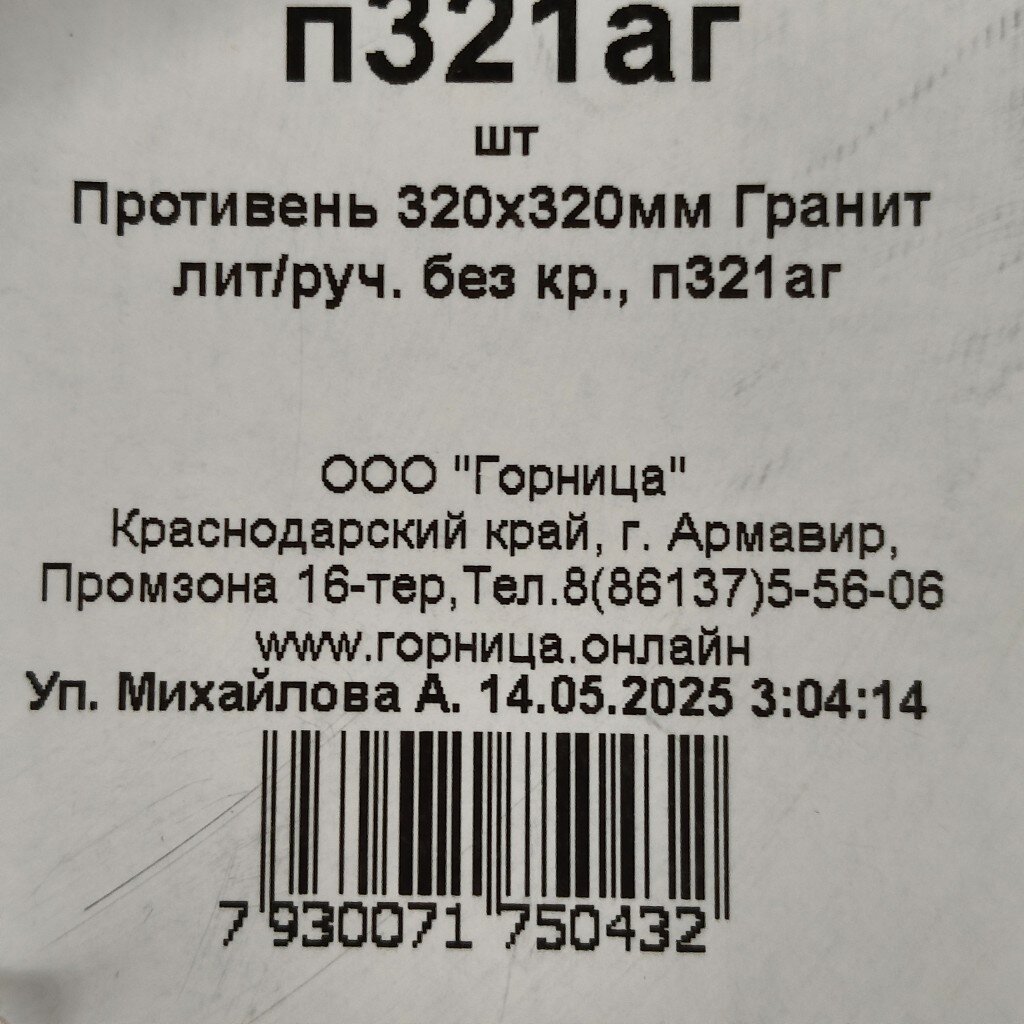 п321аг
шт
Противень 320х320мм Гранит
лит/руч. без кр., п321аг
ООО "Горница"
Краснодарский край, г. Армавир,
Промзона 16-тер,Тел.8(86137)5-56-06
www.горница.онлайн
Уп. Михайлова А. 14.05.2025 3:04:14
7 930071 750432